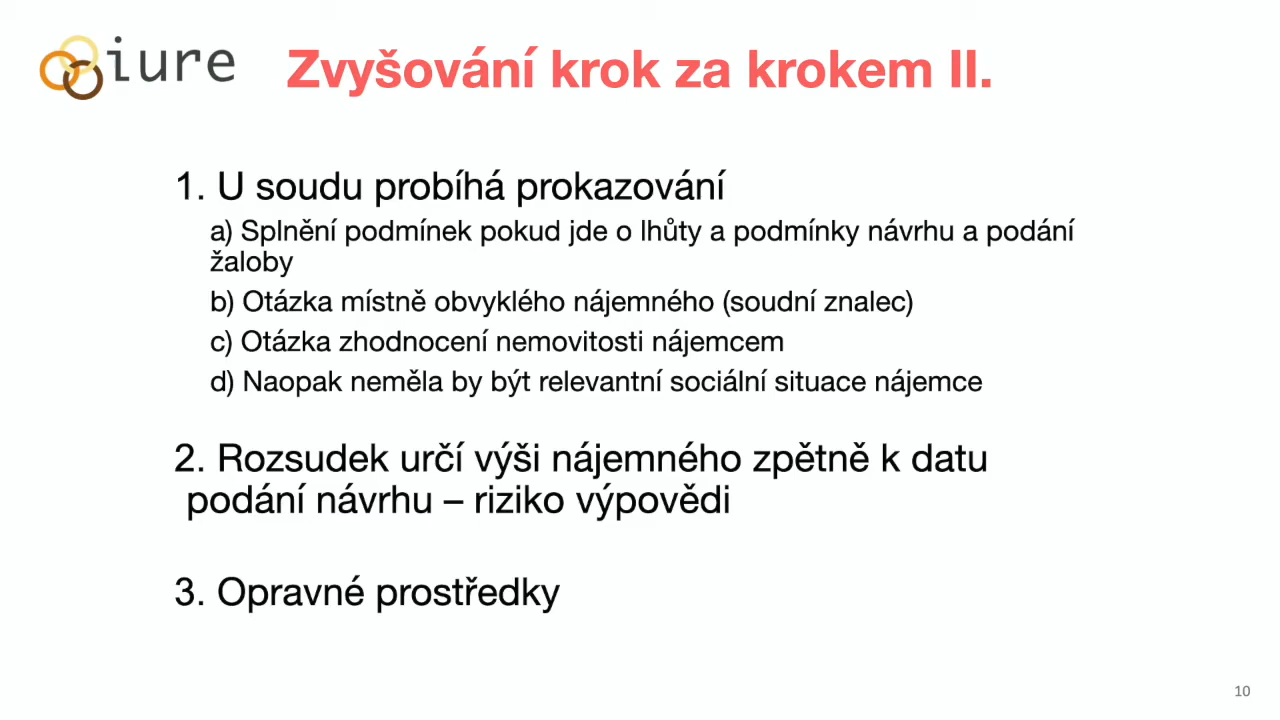 iure
Zvyšování krok za krokem II.
1. U soudu probíhá prokazování
a) Splnění podmínek pokud jde o lhůty a podmínky návrhu a podání
žaloby
b) Otázka místně obvyklého nájemného (soudní znalec)
c) Otázka zhodnocení nemovitosti nájemcem
d) Naopak neměla by být relevantní sociální situace nájemce
2. Rozsudek určí výši nájemného zpětně k datu
podání návrhu – riziko výpovědi
3. Opravné prostředky
10